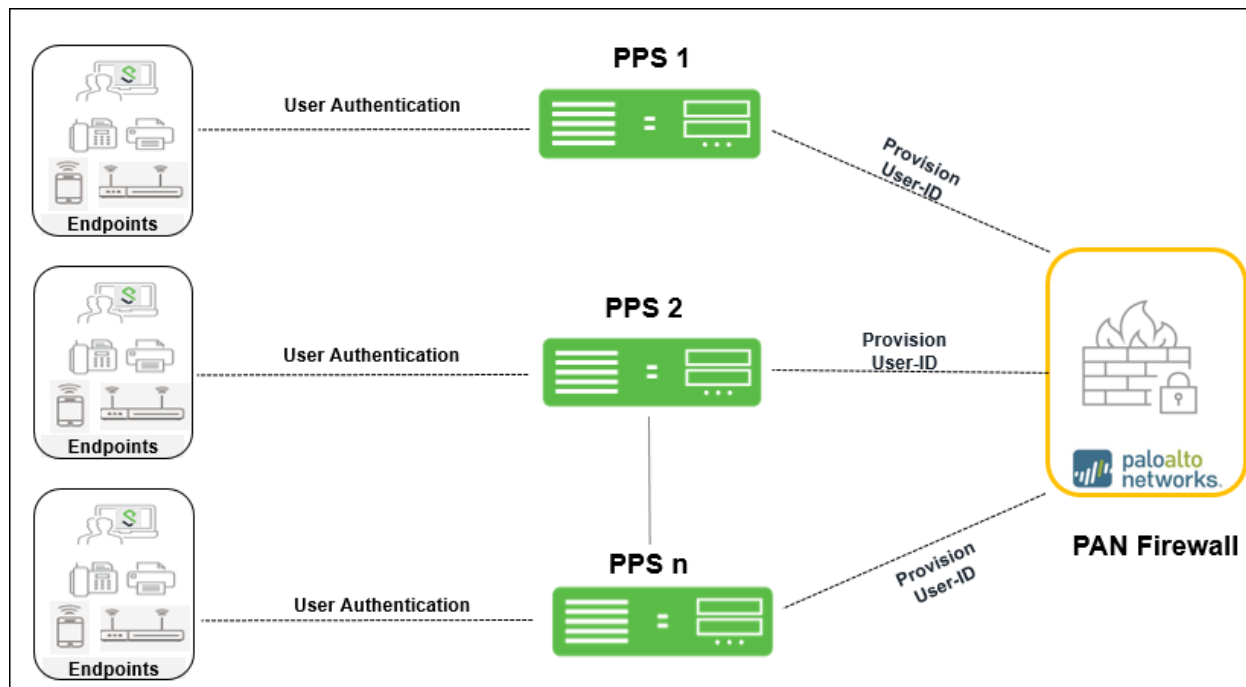 PPS 1
User Authentication
Provision
User-ID
Endpoints
PPS 2
User Authentication
Provision
User-ID
Endpoints
paloalto
networks.
PPS n
PAN Firewall
User Authentication
Provision
User-ID
Endpoints